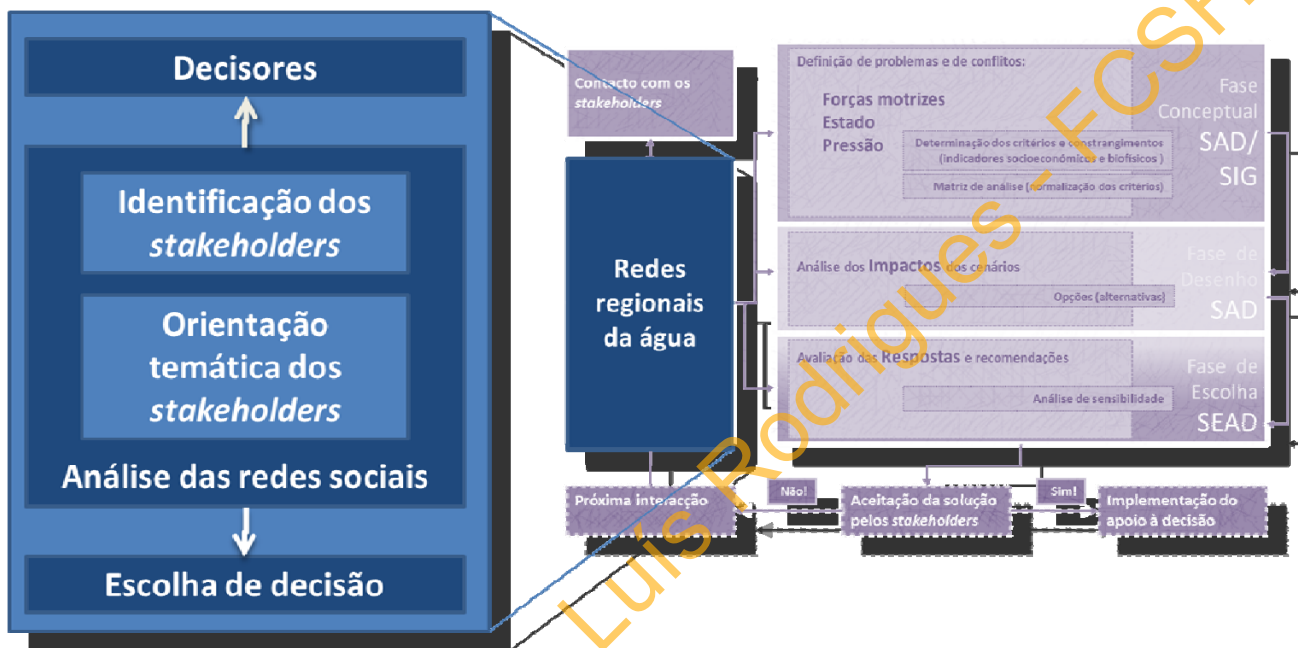 Decisores
Identificação dos
stakeholders
Orientação
temática dos
stakeholders
Análise das redes sociais
Escolha de decisão
Contacto com os
stakeholders
Redes
regionais
da água
Definição de problemas e de conflitos:
Forças motrizes
Estado
Pressão
Determinação dos critérios e constrangimentos
(indicadores socioeconómicos e biofísicos )
Matriz de análise (normalização dos critérios)
Fase
Conceptual
SAD/
SIG
Análise dos Impactos dos cenários
Opções (alternativas)
Fase de
Desenho
SAD
Avaliação das Respostas e recomendações
Análise de sensibilidade
Fase de
Escolha
SEAD
Próxima interacção
Não!
Aceitação da solução
pelos stakeholders
Sim!
Implementação do
apoio à decisão
Luís Rodrigues - FCSH